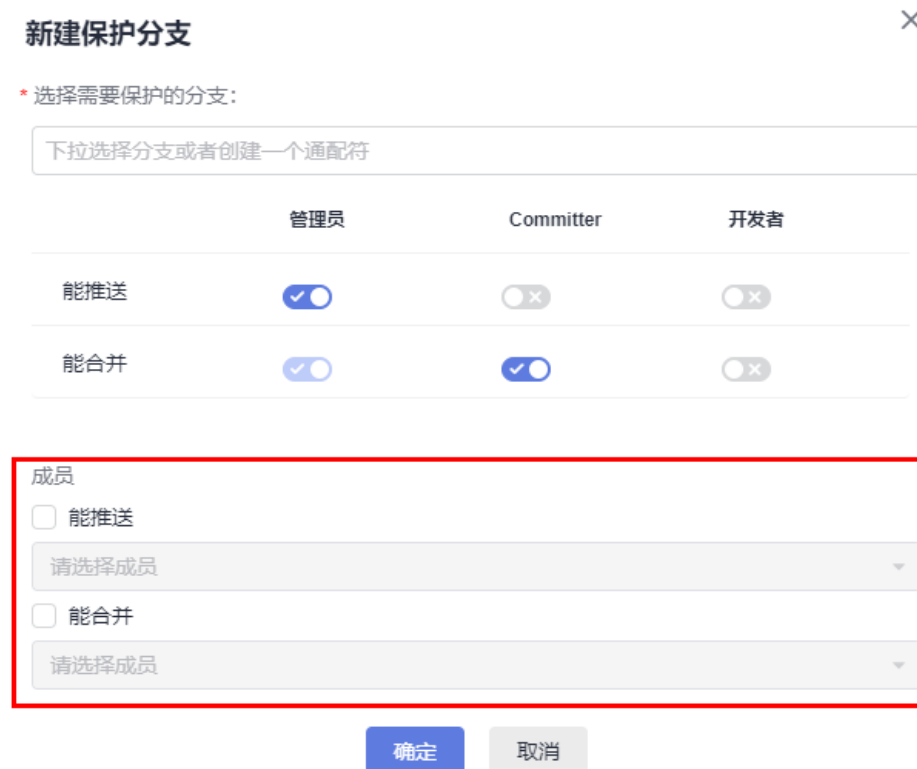 新建保护分支
* 选择需要保护的分支:
下拉选择分支或者创建一个通配符
管理员 Committer 开发者
能推送
能合并
成员
能推送
请选择成员
能合并
请选择成员
确定 取消